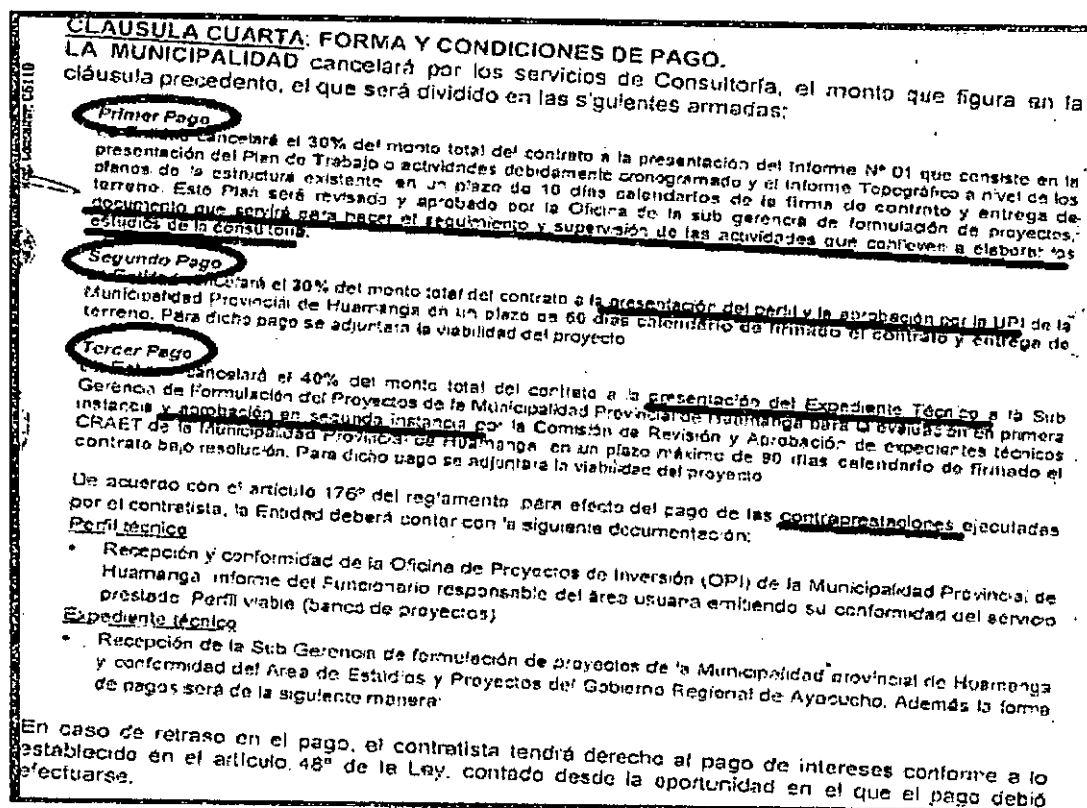 CLAUSULA CUARTA: FORMA Y CONDICIONES DE PAGO.
LA MUNICIPALIDAD cancelará por los servicios de Consultoría, el monto que figura en la
cláusula precedente, el que será dividido en las siguientes armadas:
Primer Pago
cancelará el 30% del monto total del contrato a la presentación del Informe Nº 01 que consiste en la
presentación del Plan de Trabajo o actividades debidamente cronogramado y el Informe Topográfico a nivel de los
planos de la estructura existente en un plazo de 10 días calendarios de la firma de contrato y entrega de
terreno. Este Plan será revisado y aprobado por la Oficina de la sub gerencia de formulación de proyectos,
documento que servirá para hacer el seguimiento y supervisión de las actividades que conlleven a elaborar los
estudios de la consultoria.
Segundo Pago
cancelará el 30% del monto total del contrato a la presentación del perfil y la aprobación por la UPI de la
Municipalidad Provincial de Huamanga en un plazo de 60 días calendario de firmado el contrato y entrega de
terreno. Para dicho pago se adjuntara la viabilidad del proyecto
Tercer Pago
cancelará el 40% del monto total del contrato a la presentación del Expediente Técnico a la Sub
Gerencia de Formulación del Proyectos de la Municipalidad Provincial de Huamanga para la evaluación en primera
instancia y aprobación en segunda instancia por la Comisión de Revisión y Aprobación de expedientes técnicos
CRAET de la Municipalidad Provincial de Huamanga en un plazo máximo de 90 días calendario de firmado el
contrato bajo resolución. Para dicho pago se adjuntara la viabilidad del proyecto
De acuerdo con el artículo 176º del reglamento para efecto del pago de las contraprestaciones ejecutadas
por el contratista, la Entidad deberá contar con la siguiente documentación:
Perfil técnico
• Recepción y conformidad de la Oficina de Proyectos de Inversión (OPI) de la Municipalidad Provincial de
Huamanga informe del Funcionario responsable del área usuaria emitiendo su conformidad del servicio
prestado Perfil viable (banco de proyectos)
Expediente técnico
• Recepción de la Sub Gerencia de formulación de proyectos de la Municipalidad provincial de Huamanga
y conformidad del Area de Estudios y Proyectos del Gobierno Regional de Ayacucho. Además la forma
de pagos será de la siguiente manera:
En caso de retraso en el pago, el contratista tendrá derecho al pago de intereses conforme a lo
establecido en el artículo 48º de la Ley, contado desde la oportunidad en el que el pago debió
efectuarse.